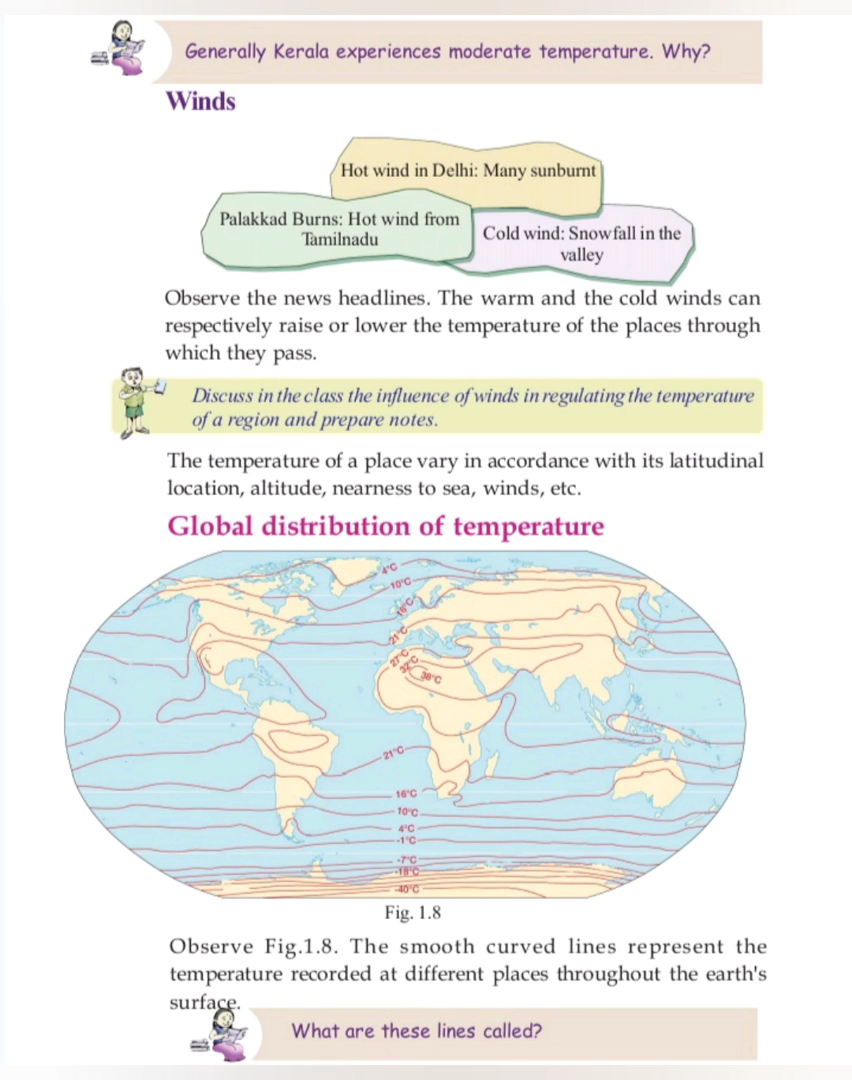 Generally Kerala experiences moderate temperature. Why?
Winds
Hot wind in Delhi: Many sunburnt
Palakkad Burns: Hot wind from
Tamilnadu
Cold wind: Snowfall in the
valley
Observe the news headlines. The warm and the cold winds can
respectively raise or lower the temperature of the places through
which they pass.
Discuss in the class the influence of winds in regulating the temperature
of a region and prepare notes.
The temperature of a place vary in accordance with its latitudinal
location, altitude, nearness to sea, winds, etc.
Global distribution of temperature
4°C
10°C
16°C
21°C
27°C
32°C
38°C
21°C
16°C
10°C
4°C
-1°C
-7°C
-18°C
-40°C
Fig. 1.8
Observe Fig.1.8. The smooth curved lines represent the
temperature recorded at different places throughout the earth's
surface.
What are these lines called?